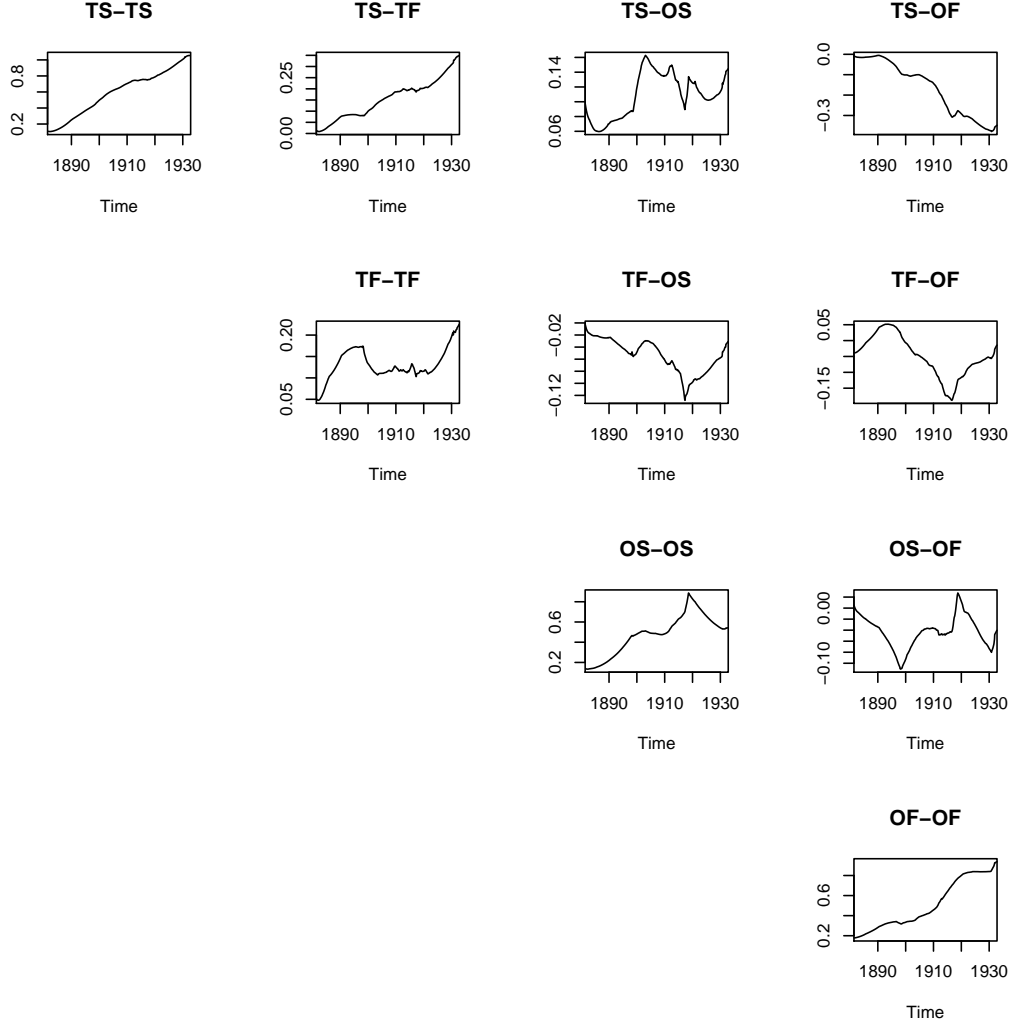 TS−TS TS−TF TS−OS TS−OF
0.2 0.8 0.00 0.25 0.06 0.14 −0.3 0.0
1890 1910 1930 1890 1910 1930 1890 1910 1930 1890 1910 1930
Time Time Time Time
TF−TF TF−OS TF−OF
0.05 0.20 −0.12 −0.02 −0.15 0.05
1890 1910 1930 1890 1910 1930 1890 1910 1930
Time Time Time
OS−OS OS−OF
0.2 0.6 −0.10 0.00
1890 1910 1930 1890 1910 1930
Time Time
OF−OF
0.2 0.6
1890 1910 1930
Time